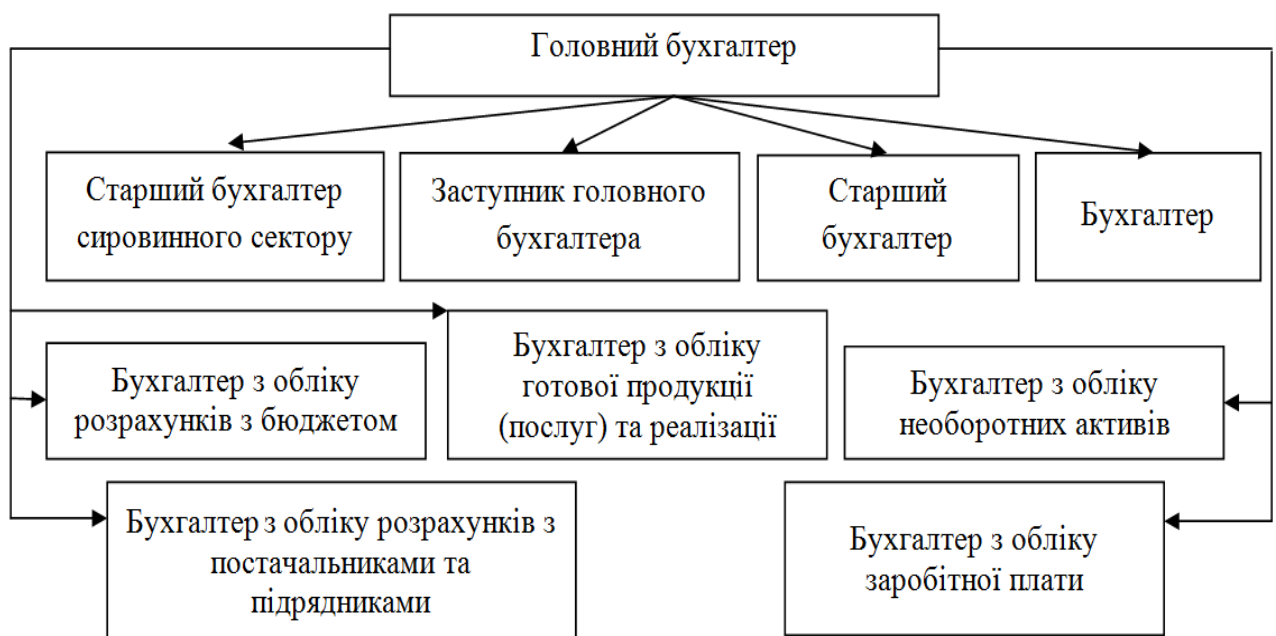 Головний бухгалтер
Старший бухгалтер
сировинного сектору
Заступник головного
бухгалтера
Старший
бухгалтер
Бухгалтер
Бухгалтер з обліку
розрахунків з бюджетом
Бухгалтер з обліку
готової продукції
(послуг) та реалізації
Бухгалтер з обліку
необоротних активів
Бухгалтер з обліку розрахунків з
постачальниками та
підрядниками
Бухгалтер з обліку
заробітної плати